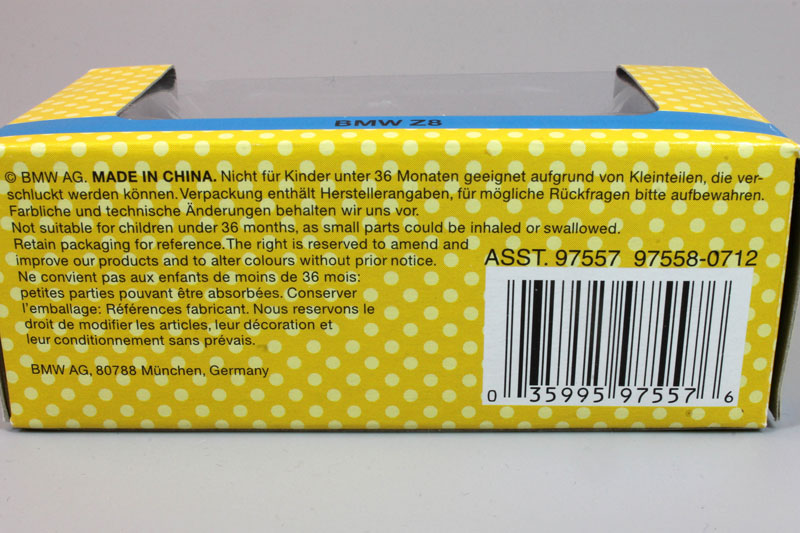 BMW Z8
© BMW AG. MADE IN CHINA. Nicht für Kinder unter 36 Monaten geeignet aufgrund von Kleinteilen, die ver-
schluckt werden können. Verpackung enthält Herstellerangaben, für mögliche Rückfragen bitte aufbewahren.
Farbliche und technische Änderungen behalten wir uns vor.
Not suitable for children under 36 months, as small parts could be inhaled or swallowed.
Retain packaging for reference. The right is reserved to amend and
improve our products and to alter colours without prior notice.
Ne convient pas aux enfants de moins de 36 mois:
petites parties pouvant être absorbées. Conserver
l'emballage: Références fabricant. Nous reservons le
droit de modifier les articles, leur décoration et
leur conditionnement sans prévais.
BMW AG, 80788 München, Germany
ASST. 97557 97558-0712
0 35995 97557 6